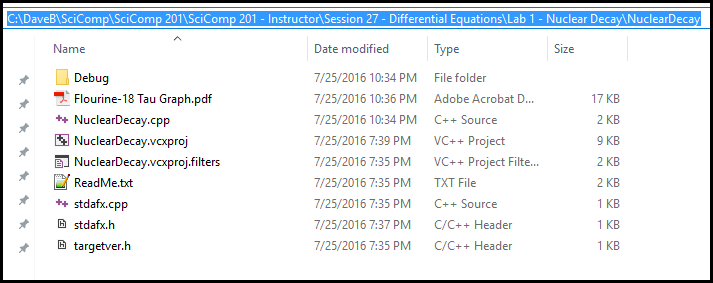 C:\DaveB\SciComp\SciComp 201\SciComp 201 - Instructor\Session 27 - Differential Equations\Lab 1 - Nuclear Decay\NuclearDecay
Name Date modified Type Size
Debug 7/25/2016 10:34 PM File folder
Flourine-18 Tau Graph.pdf 7/25/2016 10:36 PM Adobe Acrobat D... 17 KB
NuclearDecay.cpp 7/25/2016 10:34 PM C++ Source 2 KB
NuclearDecay.vcxproj 7/25/2016 7:39 PM VC++ Project 9 KB
NuclearDecay.vcxproj.filters 7/25/2016 7:35 PM VC++ Project Filte... 2 KB
ReadMe.txt 7/25/2016 7:35 PM TXT File 2 KB
stdafx.cpp 7/25/2016 7:35 PM C++ Source 1 KB
stdafx.h 7/25/2016 7:37 PM C/C++ Header 1 KB
targetver.h 7/25/2016 7:35 PM C/C++ Header 1 KB